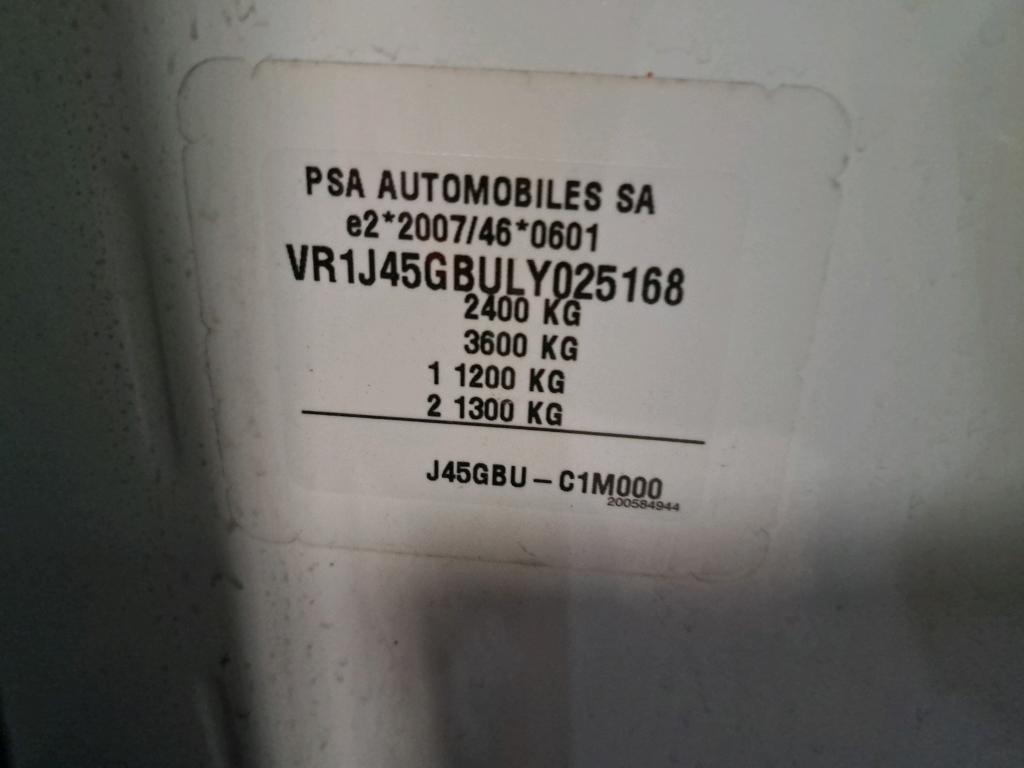 PSA AUTOMOBILES SA
e2*2007/46*0601
VR1J45GBULY025168
2400 KG
3600 KG
1 1200 KG
2 1300 KG
J45GBU - C1M000
200584944